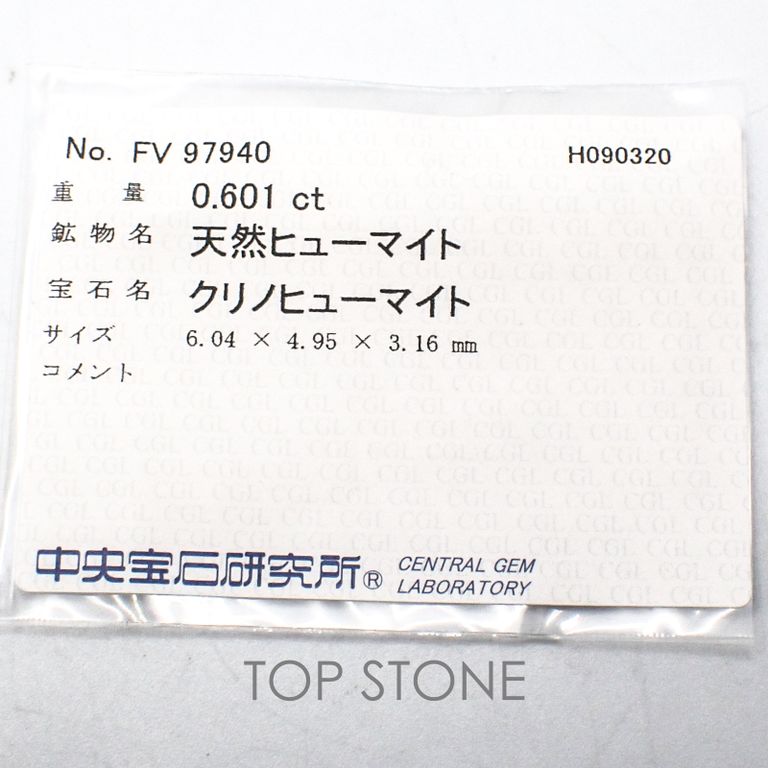 No. FV 97940
H090320
重量 0.601 ct
鉱物名 天然ヒューマイト
宝石名 クリノヒューマイト
サイズ 6.04 × 4.95 × 3.16 mm
コメント
中央宝石研究所® CENTRAL GEM LABORATORY
TOP STONE